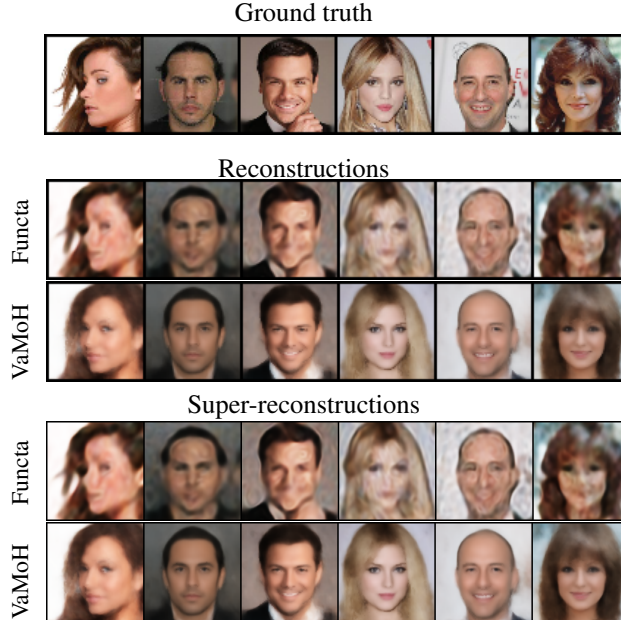 Ground truth
Reconstructions
Functa
VaMoH
Super-reconstructions
Functa
VaMoH